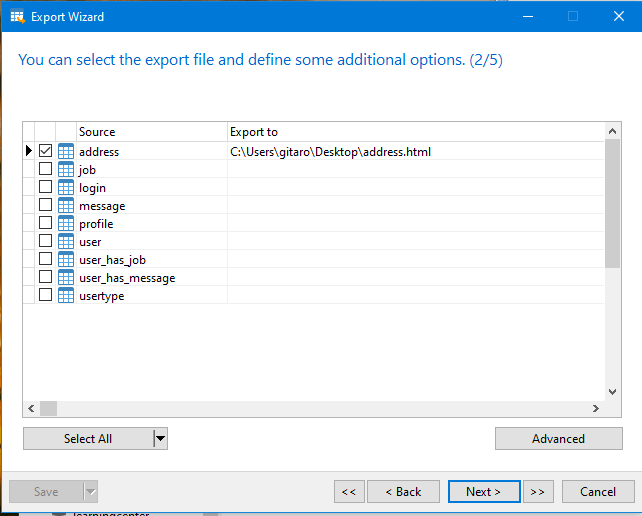 Export Wizard
You can select the export file and define some additional options. (2/5)
Source Export to
address C:\Users\gitaro\Desktop\address.html
job
login
message
profile
user
user_has_job
user_has_message
usertype
Select All Advanced
Save << < Back Next > >> Cancel
learningcenter